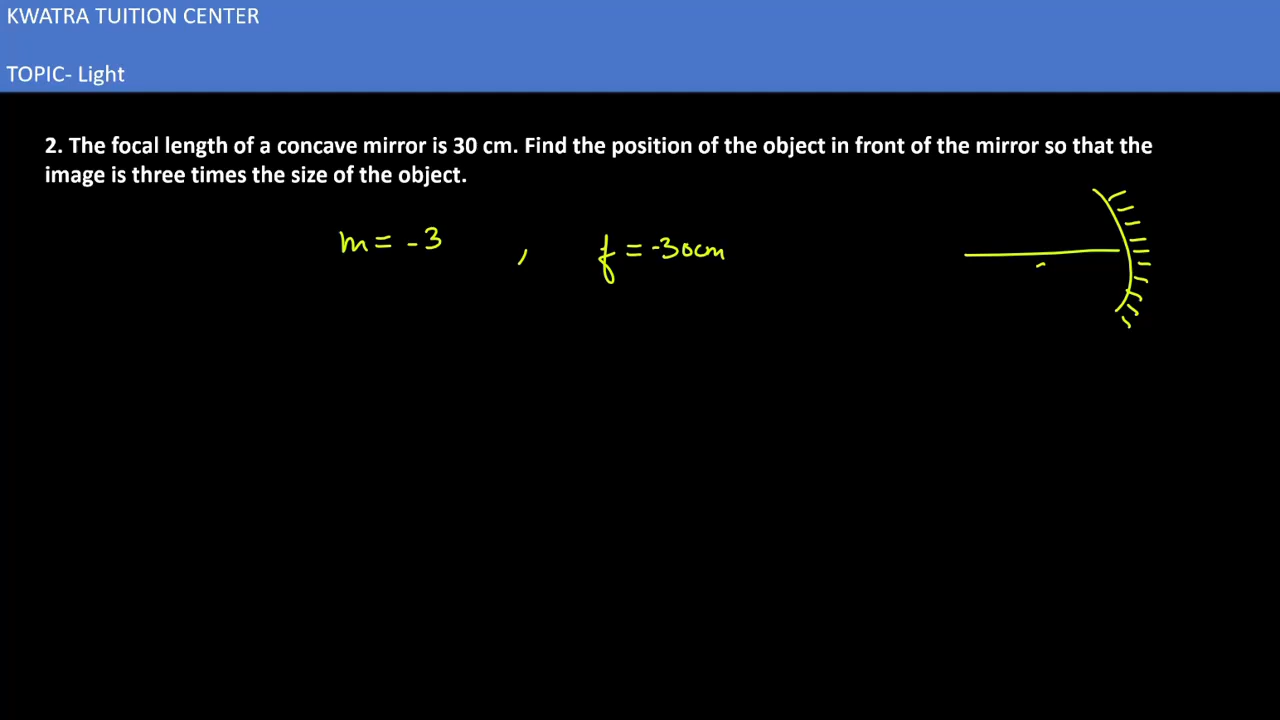 KWATRA TUITION CENTER
TOPIC- Light
2. The focal length of a concave mirror is 30 cm. Find the position of the object in front of the mirror so that the
image is three times the size of the object.
m = -3 , f = -30cm